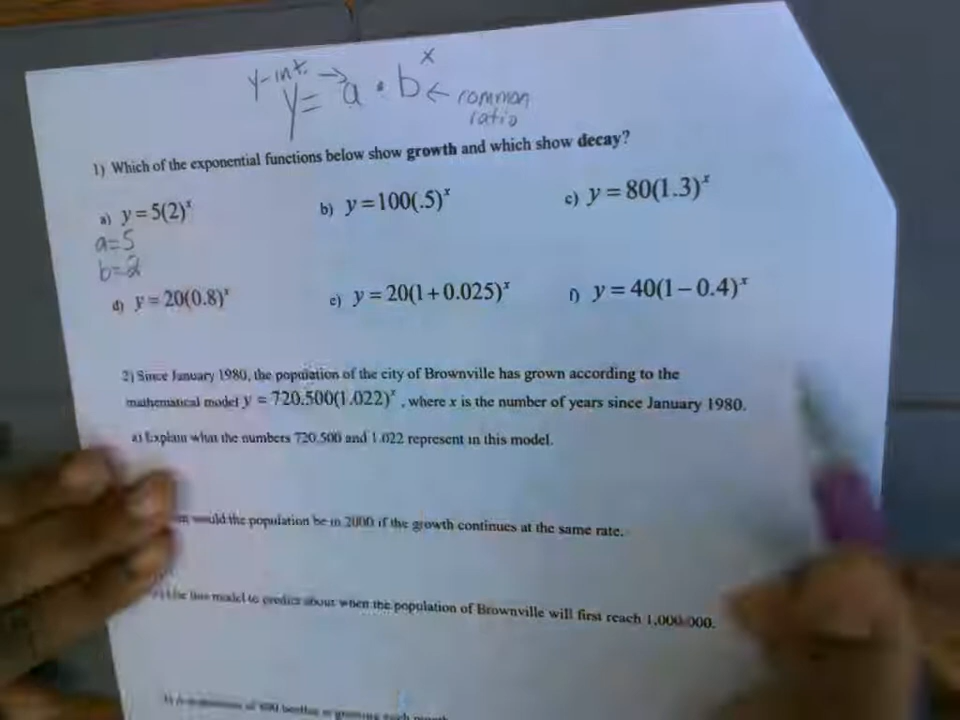 y-int. → x
y= a • b ← common
ratio
1) Which of the exponential functions below show growth and which show decay?
a) y = 5(2)^x b) y = 100(.5)^x c) y = 80(1.3)^x
a=5
b=2
d) y = 20(0.8)^x e) y = 20(1 + 0.025)^x f) y = 40(1 − 0.4)^x
2) Since January 1980, the population of the city of Brownville has grown according to the
mathematical model y = 720,500(1.022)^x , where x is the number of years since January 1980.
a) Explain what the numbers 720,500 and 1.022 represent in this model.
would the population be in 2000 if the growth continues at the same rate.
model to predict about when the population of Brownville will first reach 1,000,000.